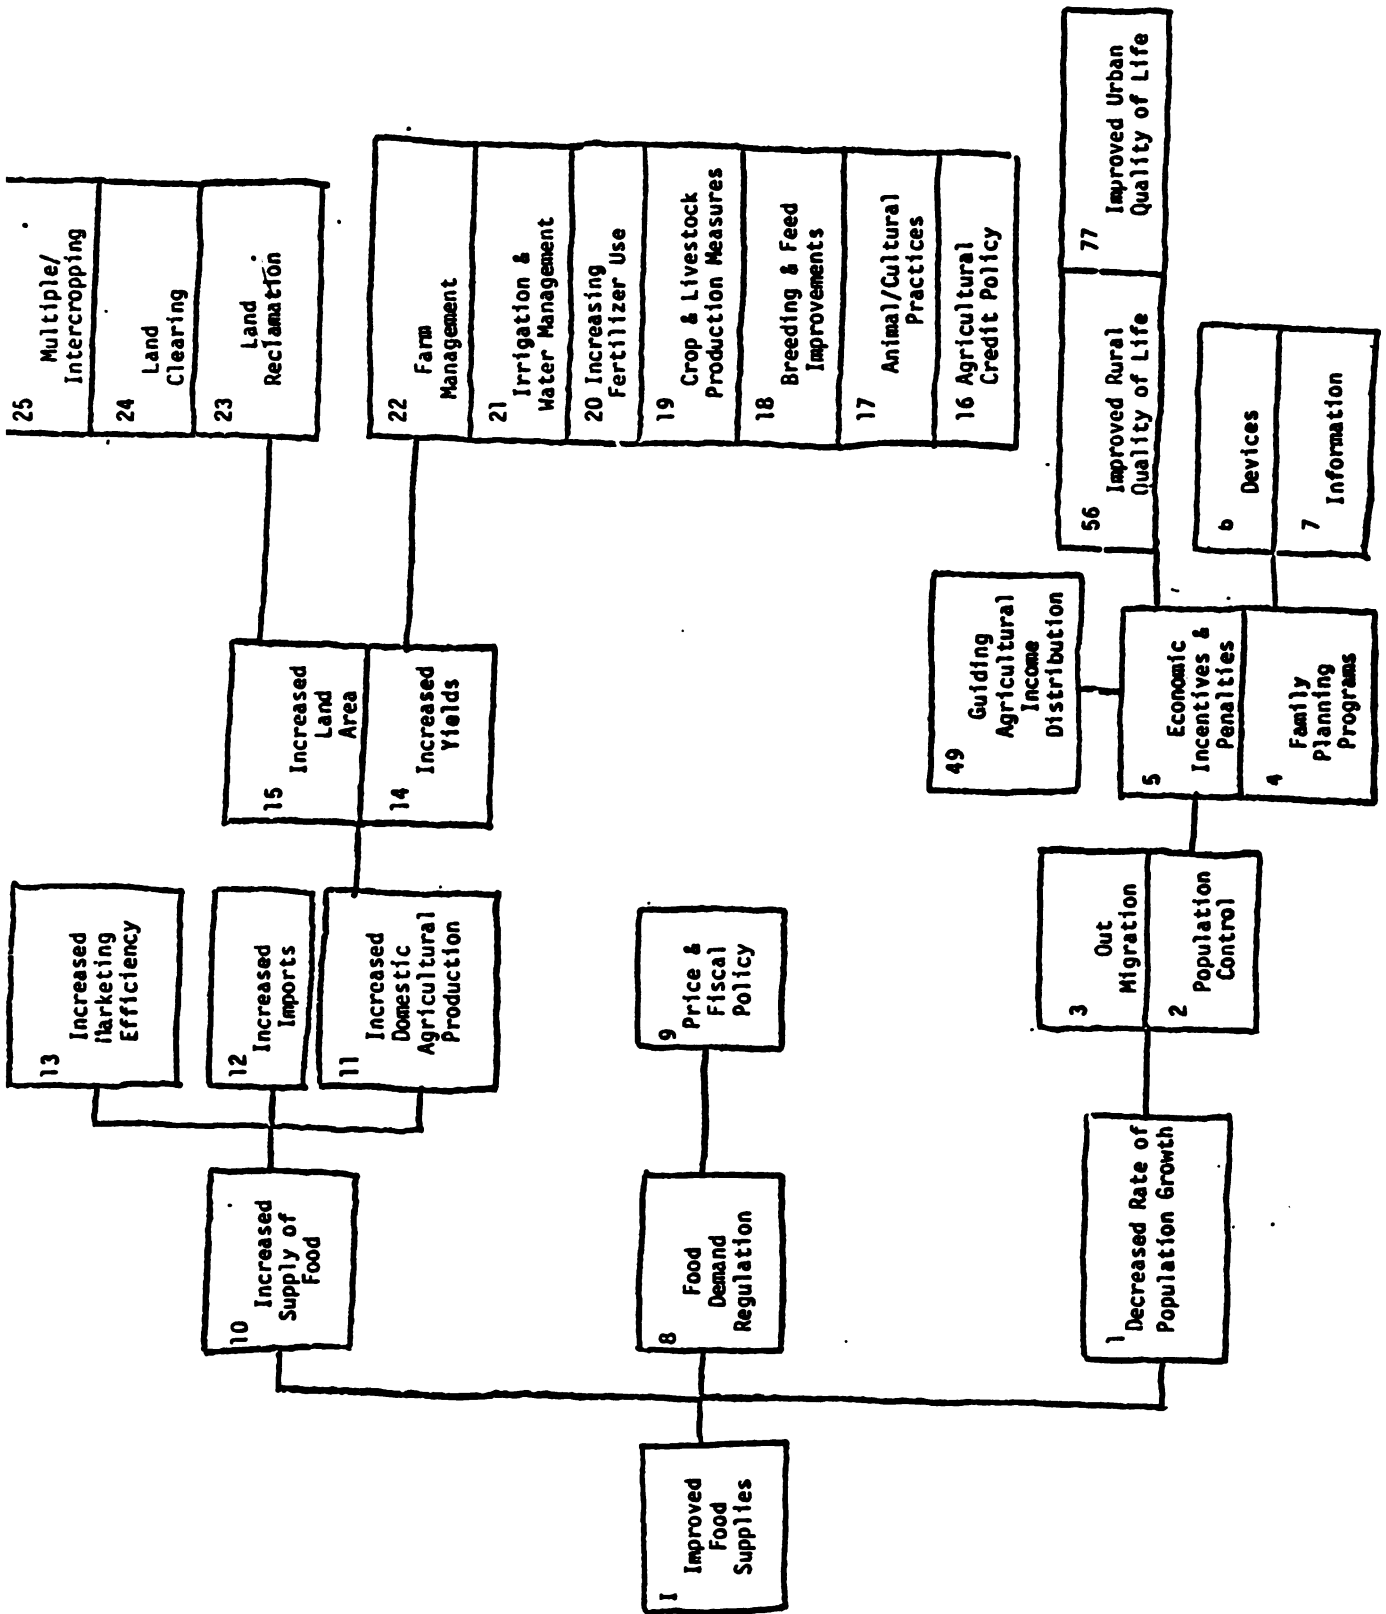 I
Improved
Food
Supplies
10
Increased
Supply of
Food
13
Increased
Marketing
Efficiency
12
Increased
Imports
11
Increased
Domestic
Agricultural
Production
15
Increased
Land
Area
14
Increased
Yields
25
Multiple/
Intercropping
24
Land
Clearing
23
Land
Reclamation
22
Farm
Management
21
Irrigation &
Water Management
20 Increasing
Fertilizer Use
19
Crop & Livestock
Production Measures
18
Breeding & Feed
Improvements
17
Animal/Cultural
Practices
16 Agricultural
Credit Policy
8
Food
Demand
Regulation
9
Price &
Fiscal
Policy
1
Decreased Rate of
Population Growth
3
Out
Migration
2
Population
Control
49
Guiding
Agricultural
Income
Distribution
5
Economic
Incentives &
Penalties
4
Family
Planning
Programs
56
Improved Rural
Quality of Life
77
Improved Urban
Quality of Life
6
Devices
7
Information